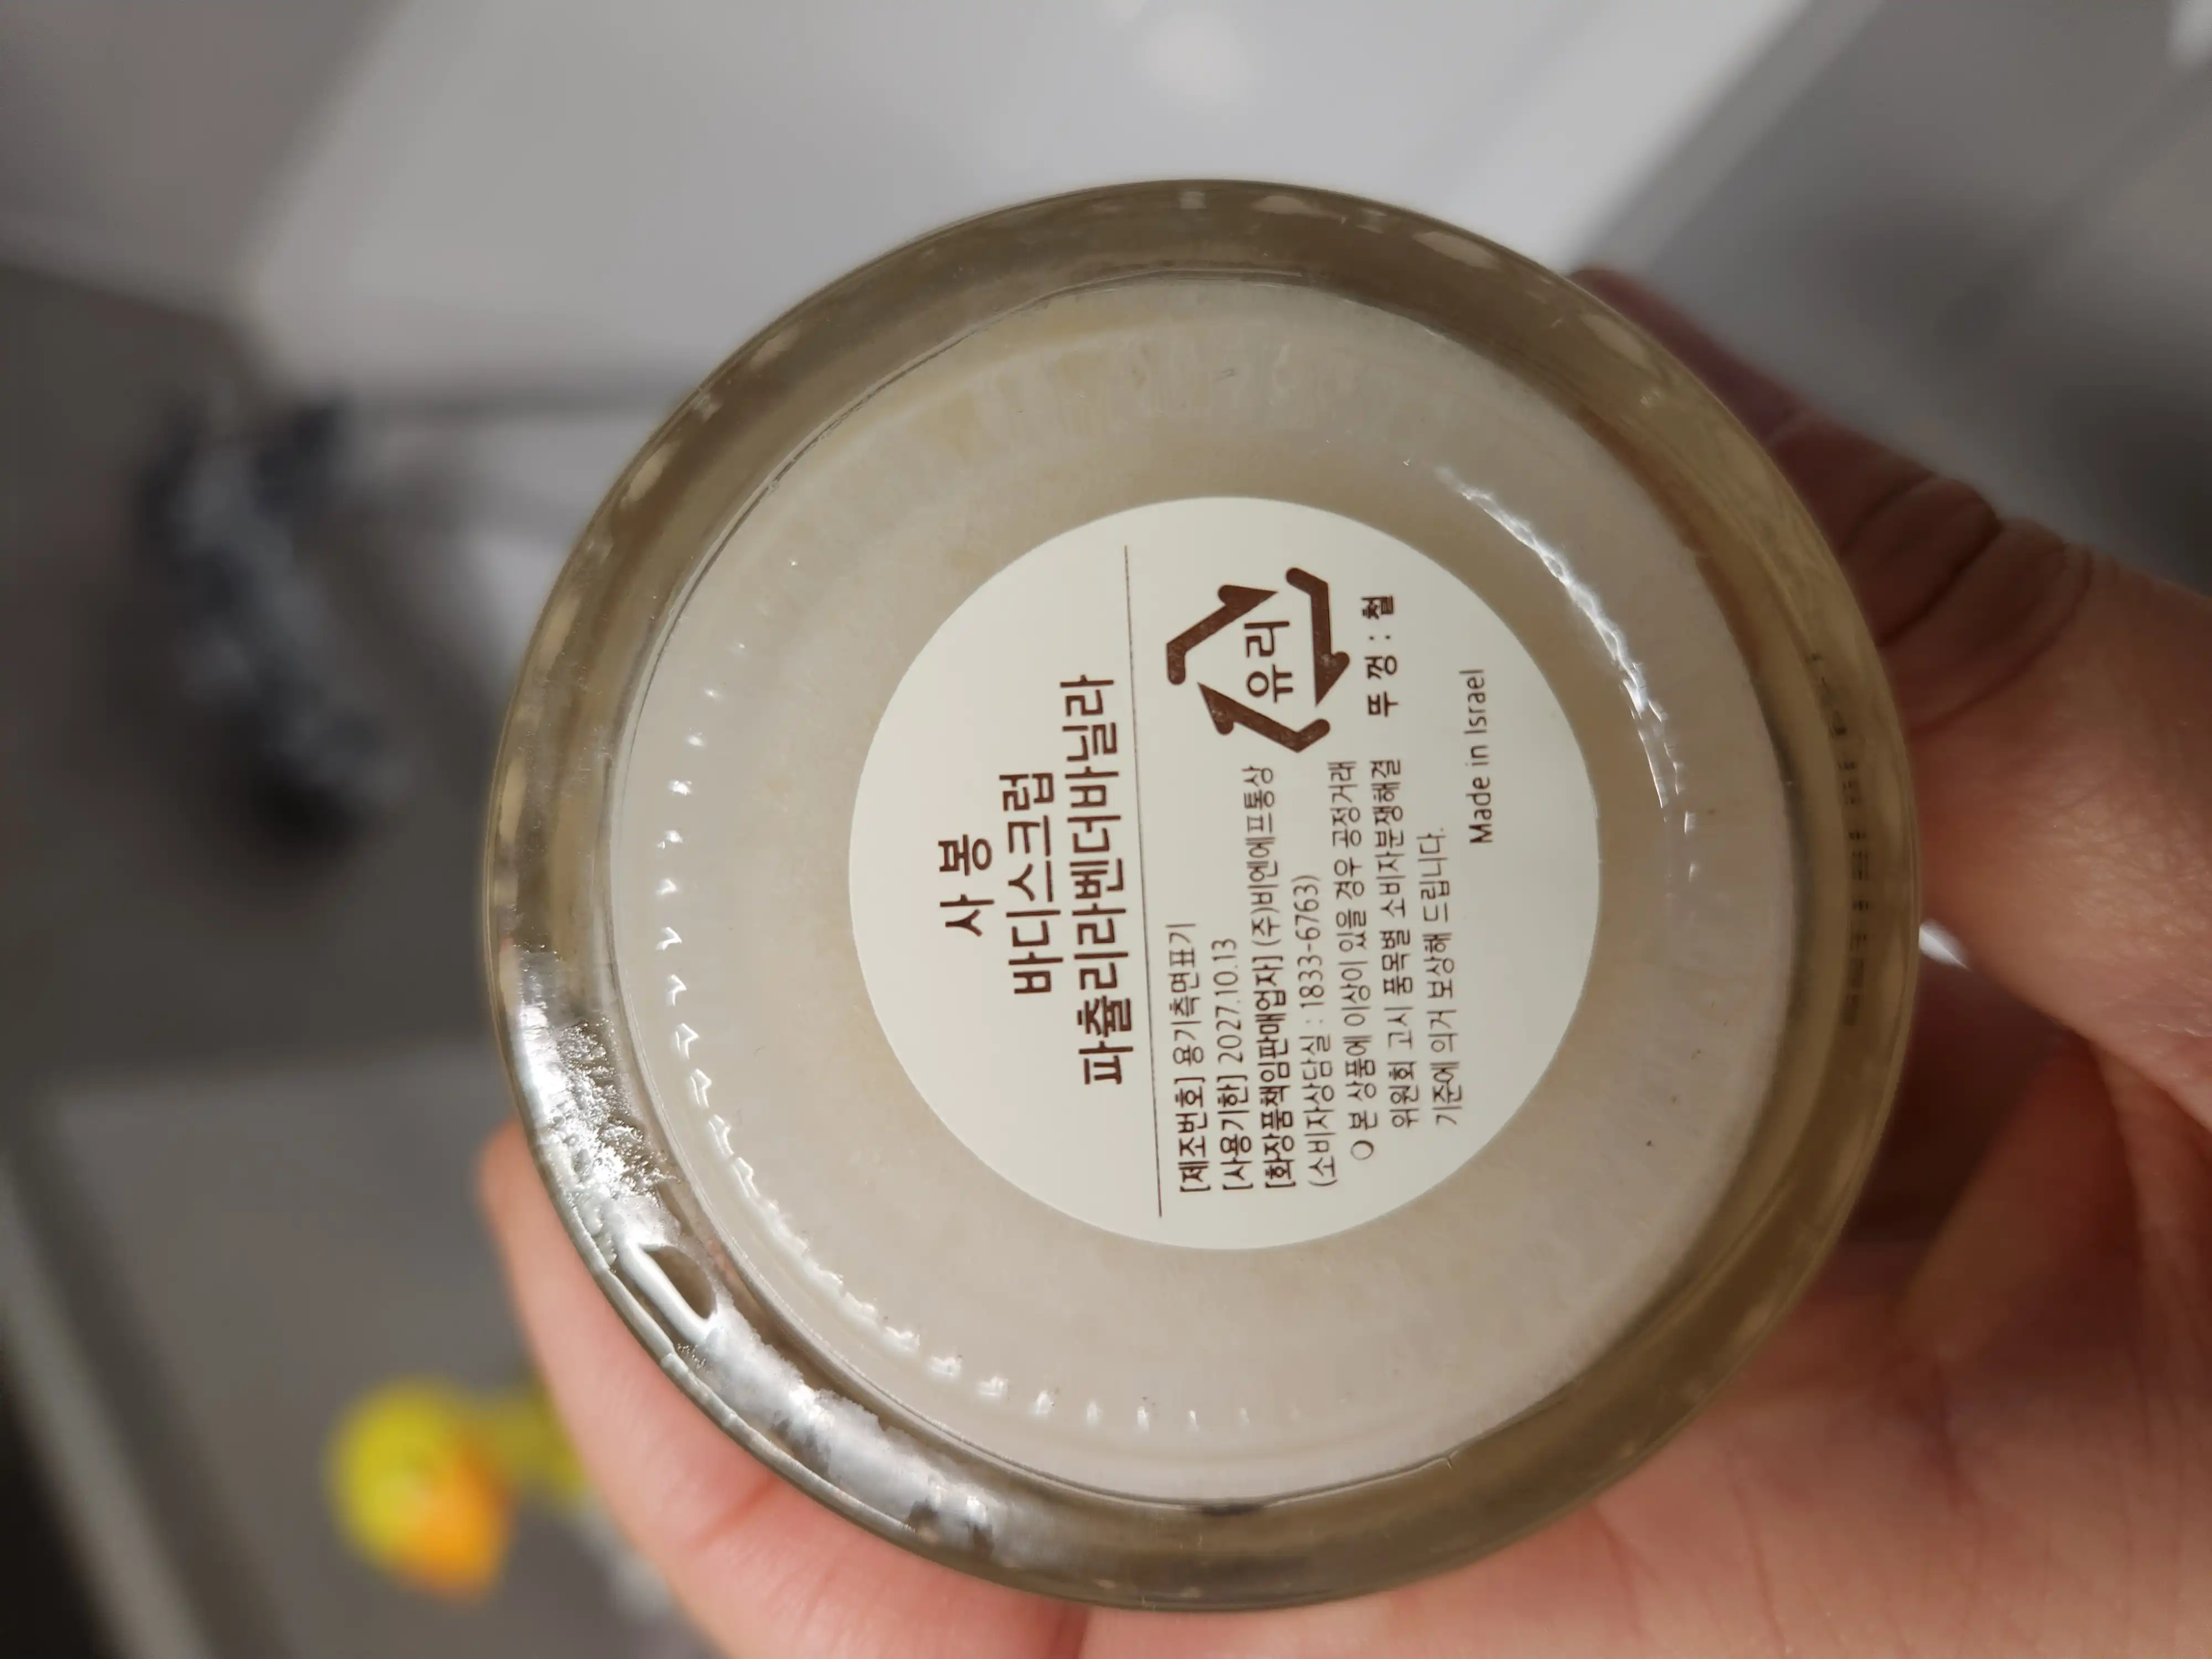 사봉
바디스크럽
파츌리라벤더바닐라
[제조번호] 용기측면표기
[사용기한] 2027.10.13
[화장품책임판매업자] (주)비엔에프통상
(소비자상담실 : 1833-6763)
○ 본 상품에 이상이 있을 경우 공정거래
위원회 고시 품목별 소비자분쟁해결
기준에 의거 보상해 드립니다.
유리
뚜껑 : 철
Made in Israel